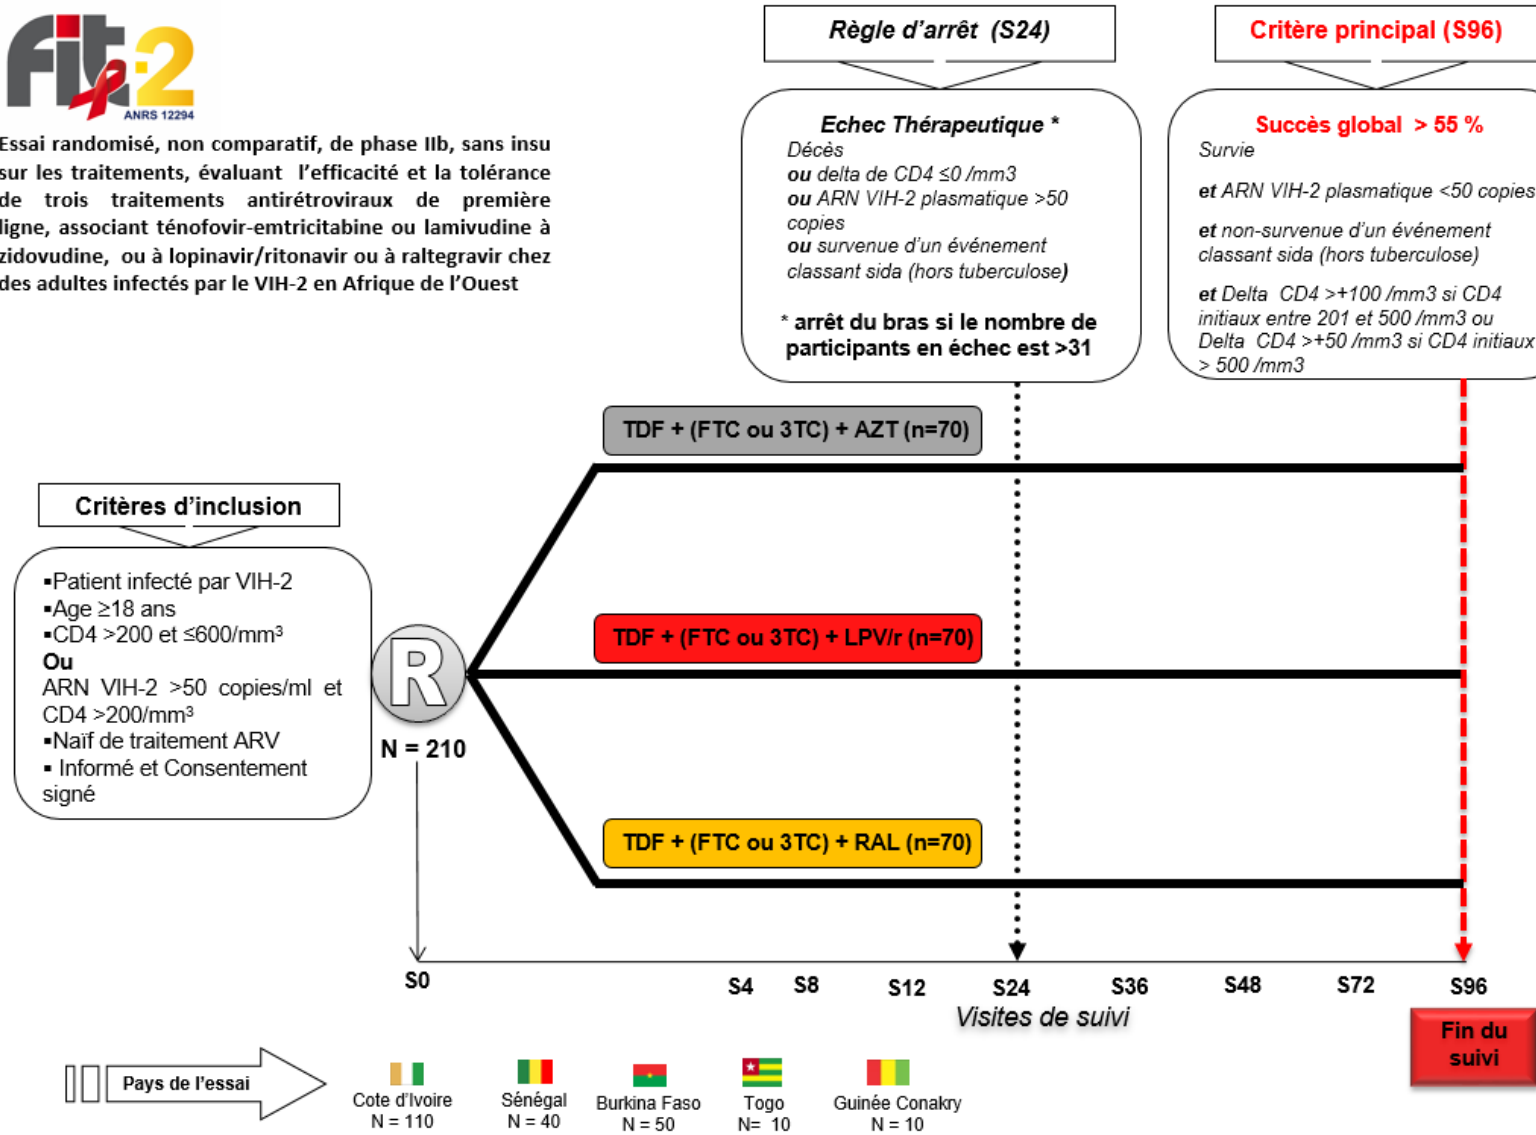 fit-2
ANRS 12294
Essai randomisé, non comparatif, de phase IIb, sans insu
sur les traitements, évaluant l'efficacité et la tolérance
de trois traitements antirétroviraux de première
ligne, associant ténofovir-emtricitabine ou lamivudine à
zidovudine, ou à lopinavir/ritonavir ou à raltegravir chez
des adultes infectés par le VIH-2 en Afrique de l'Ouest
Règle d'arrêt (S24)
Echec Thérapeutique *
Décès
ou delta de CD4 ≤0 /mm3
ou ARN VIH-2 plasmatique >50
copies
ou survenue d'un événement
classant sida (hors tuberculose)
* arrêt du bras si le nombre de
participants en échec est >31
Critère principal (S96)
Succès global > 55 %
Survie
et ARN VIH-2 plasmatique <50 copies
et non-survenue d'un événement
classant sida (hors tuberculose)
et Delta CD4 >+100 /mm3 si CD4
initiaux entre 201 et 500 /mm3 ou
Delta CD4 >+50 /mm3 si CD4 initiaux
> 500 /mm3
Critères d'inclusion
▪Patient infecté par VIH-2
▪Age ≥18 ans
▪CD4 >200 et ≤600/mm³
Ou
ARN VIH-2 >50 copies/ml et
CD4 >200/mm³
▪Naïf de traitement ARV
▪ Informé et Consentement
signé
R
N = 210
TDF + (FTC ou 3TC) + AZT (n=70)
TDF + (FTC ou 3TC) + LPV/r (n=70)
TDF + (FTC ou 3TC) + RAL (n=70)
S0 S4 S8 S12 S24 S36 S48 S72 S96
Visites de suivi
Fin du
suivi
Pays de l'essai
Cote d'Ivoire
N = 110
Sénégal
N = 40
Burkina Faso
N = 50
Togo
N= 10
Guinée Conakry
N = 10